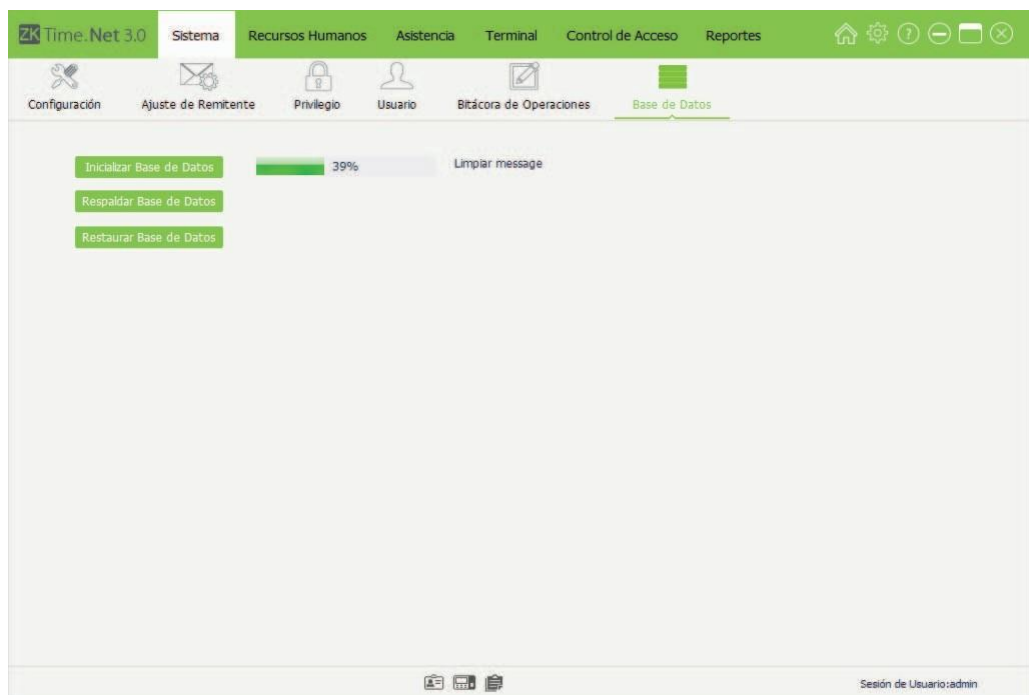 ZK Time.Net 3.0 Sistema Recursos Humanos Asistencia Terminal Control de Acceso Reportes
Configuración Ajuste de Remitente Privilegio Usuario Bitácora de Operaciones Base de Datos
Inicializar Base de Datos 39% Limpiar message
Respaldar Base de Datos
Restaurar Base de Datos
Sesión de Usuario:admin